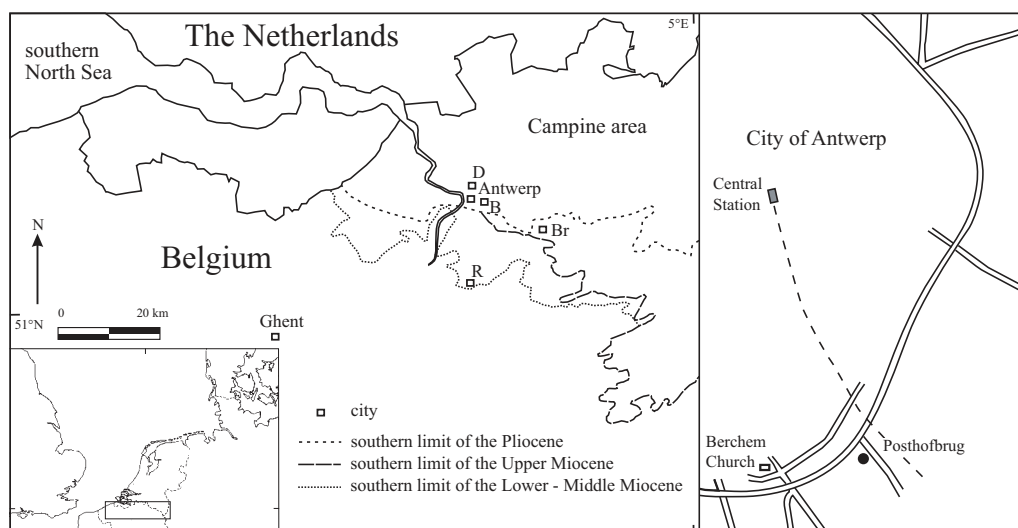 The Netherlands
5°E
southern
North Sea
Campine area
City of Antwerp
D
Antwerp
B
Central
Station
Br
N
Belgium
R
0 20 km
51°N
Ghent
city
southern limit of the Pliocene
southern limit of the Upper Miocene
southern limit of the Lower - Middle Miocene
Berchem
Church
Posthofbrug